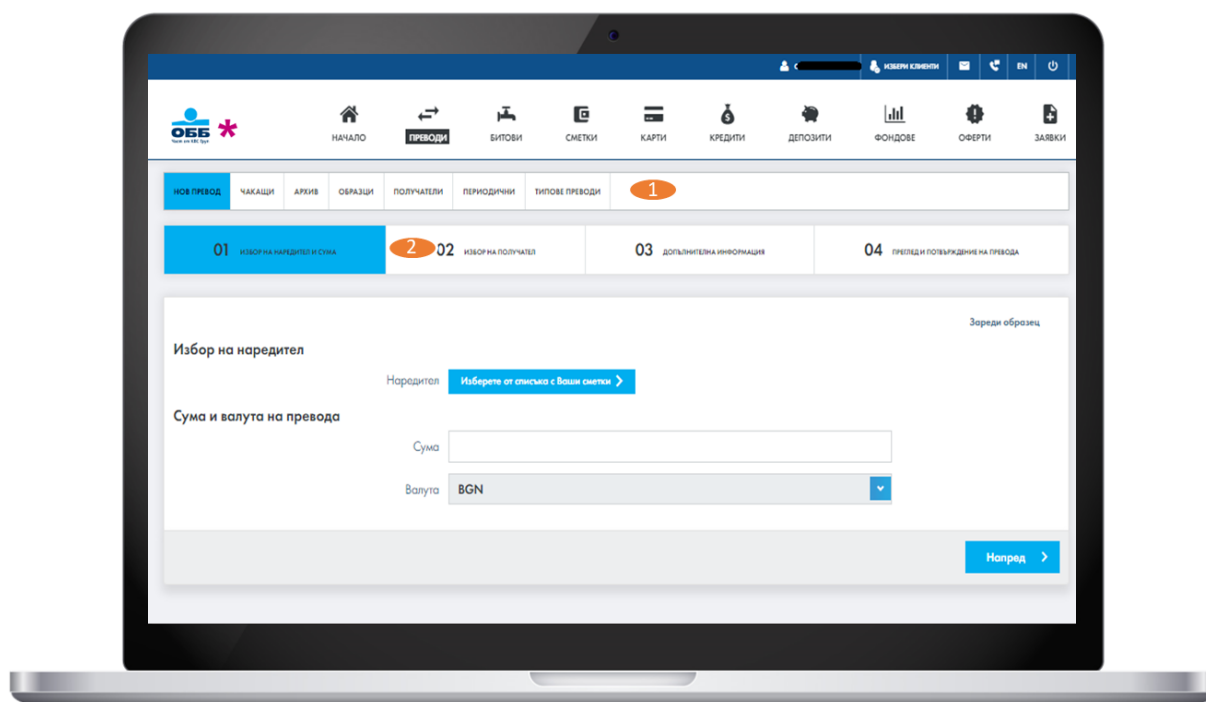 ИЗБЕРИ КЛИЕНТИ EN
ОББ
НАЧАЛО ПРЕВОДИ БИТОВИ СМЕТКИ КАРТИ КРЕДИТИ ДЕПОЗИТИ ФОНДОВЕ ОФЕРТИ ЗАЯВКИ
НОВ ПРЕВОД ЧАКАЩИ АРХИВ ОБРАЗЦИ ПОЛУЧАТЕЛИ ПЕРИОДИЧНИ ТИПОВЕ ПРЕВОДИ 1
01 ИЗБОР НА НАРЕДИТЕЛ И СУМА 2 02 ИЗБОР НА ПОЛУЧАТЕЛ 03 ДОПЪЛНИТЕЛНА ИНФОРМАЦИЯ 04 ПРЕГЛЕД И ПОТВЪРЖДЕНИЕ НА ПРЕВОДА
Зареди образец
Избор на наредител
Наредител Изберете от списъка с Ваши сметки
Сума и валута на превода
Сума
Валута BGN
Напред